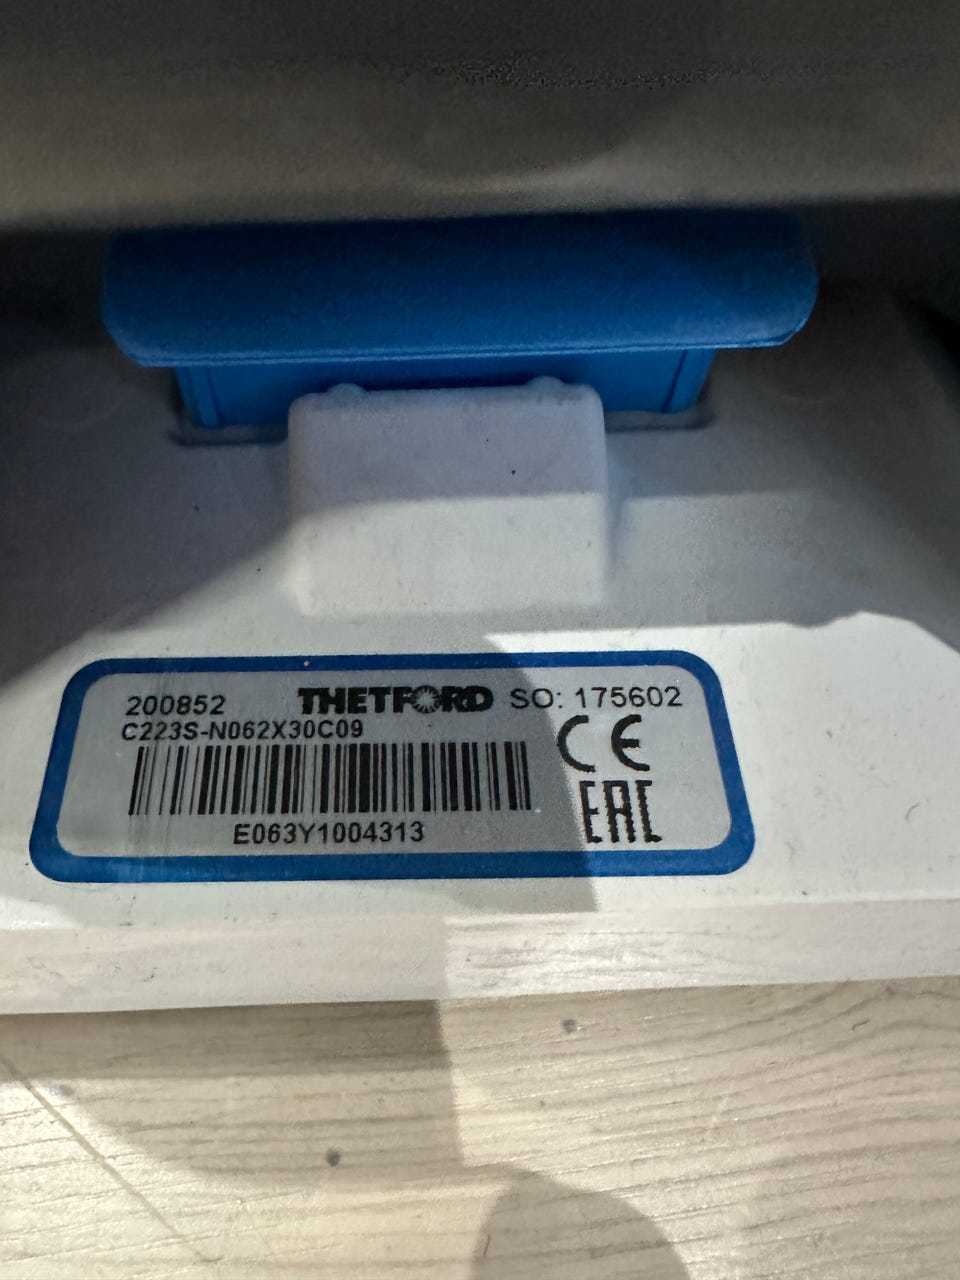 200852 THETFORD SO: 175602
C223S-N062X30C09
CE
EAC
E063Y1004313